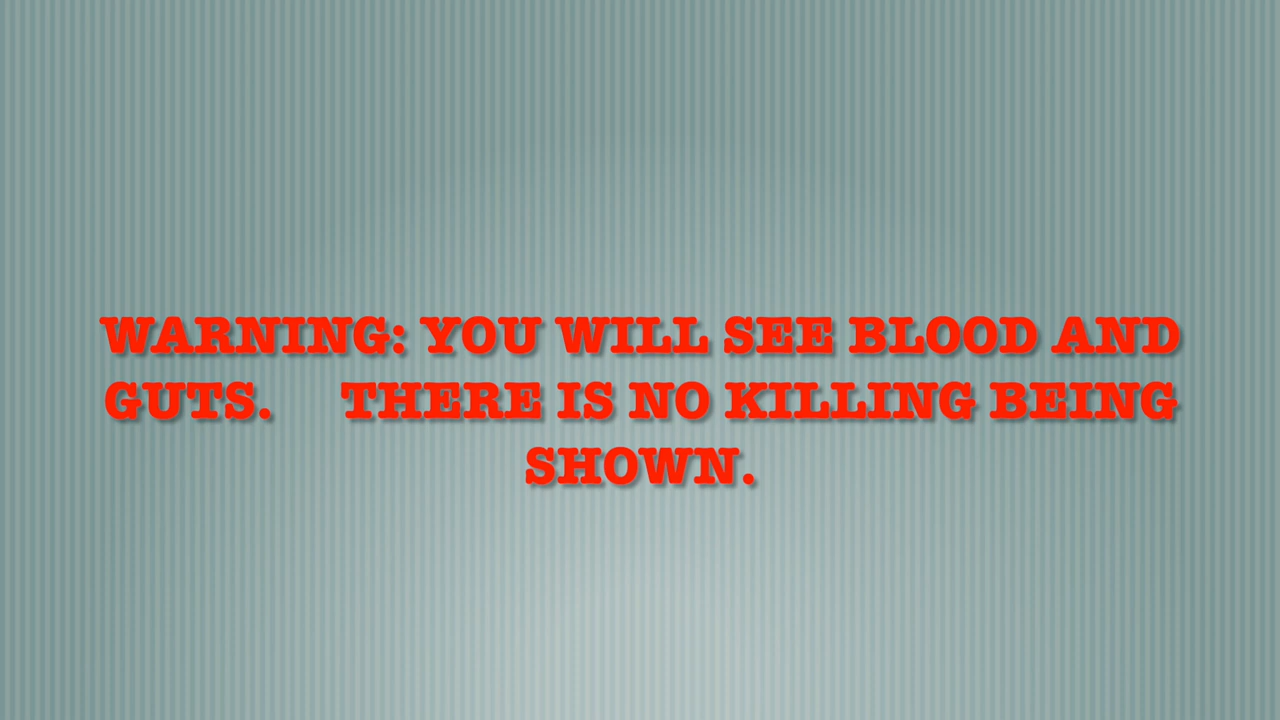 WARNING: YOU WILL SEE BLOOD AND
GUTS. THERE IS NO KILLING BEING
SHOWN.